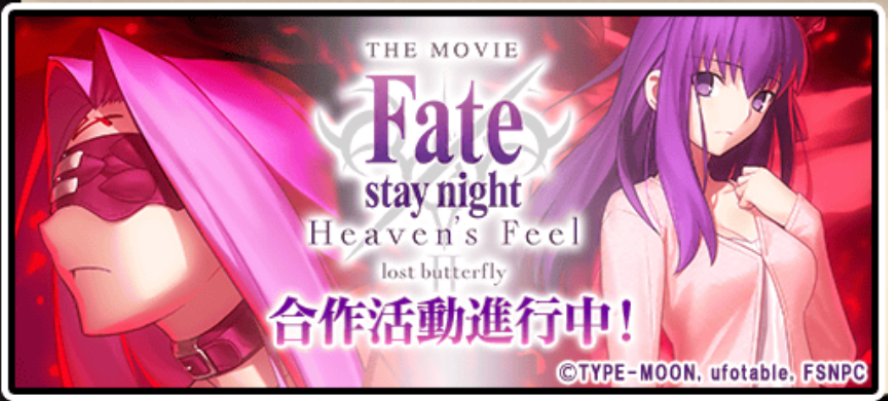 THE MOVIE
Fate
stay night
Heaven's Feel
II
lost butterfly
合作活動進行中!
©TYPE-MOON, ufotable, FSNPC